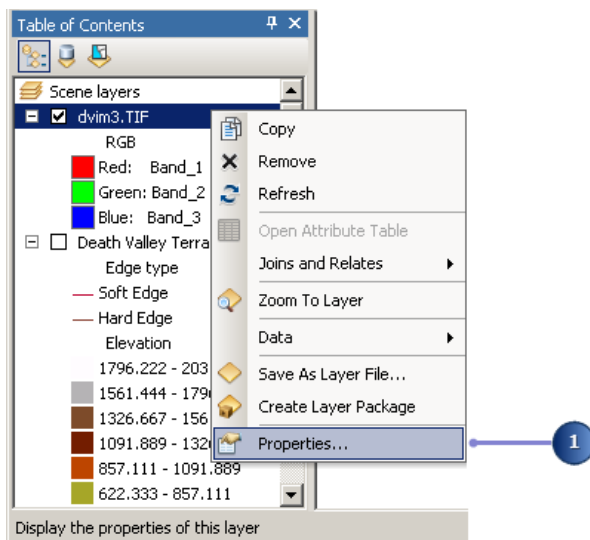 Table of Contents
Scene layers
dvim3.TIF
RGB
Red: Band_1
Green: Band_2
Blue: Band_3
Death Valley Terra
Edge type
Soft Edge
Hard Edge
Elevation
1796.222 - 203
1561.444 - 179
1326.667 - 156
1091.889 - 132
857.111 - 1091.889
622.333 - 857.111
Copy
Remove
Refresh
Open Attribute Table
Joins and Relates
Zoom To Layer
Data
Save As Layer File...
Create Layer Package
Properties...
1
Display the properties of this layer